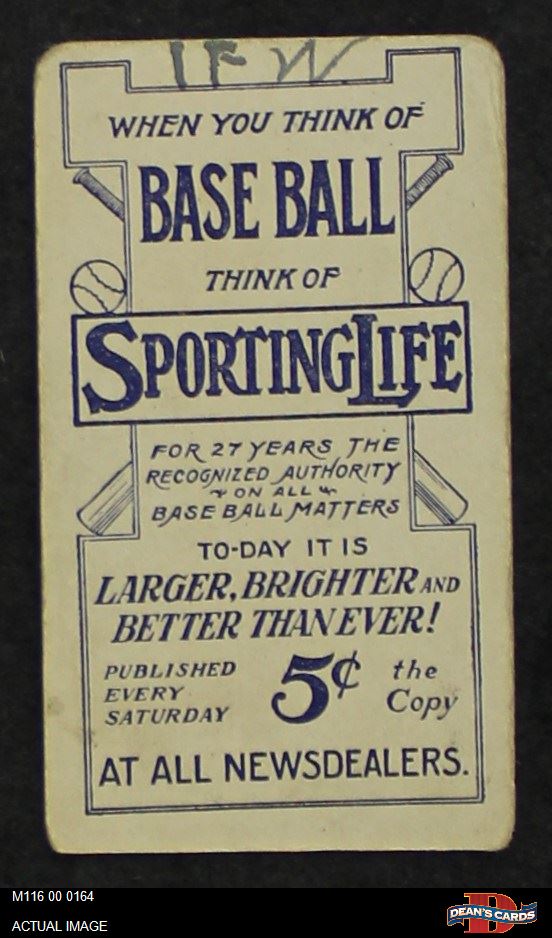 1 F W
WHEN YOU THINK OF
BASE BALL
THINK OF
SPORTING LIFE
FOR 27 YEARS THE
RECOGNIZED AUTHORITY
ON ALL
BASE BALL MATTERS
TO-DAY IT IS
LARGER, BRIGHTER AND
BETTER THAN EVER!
PUBLISHED
EVERY
SATURDAY
5¢
the
Copy
AT ALL NEWSDEALERS.
M116 00 0164
ACTUAL IMAGE
D
DEAN'S CARDS